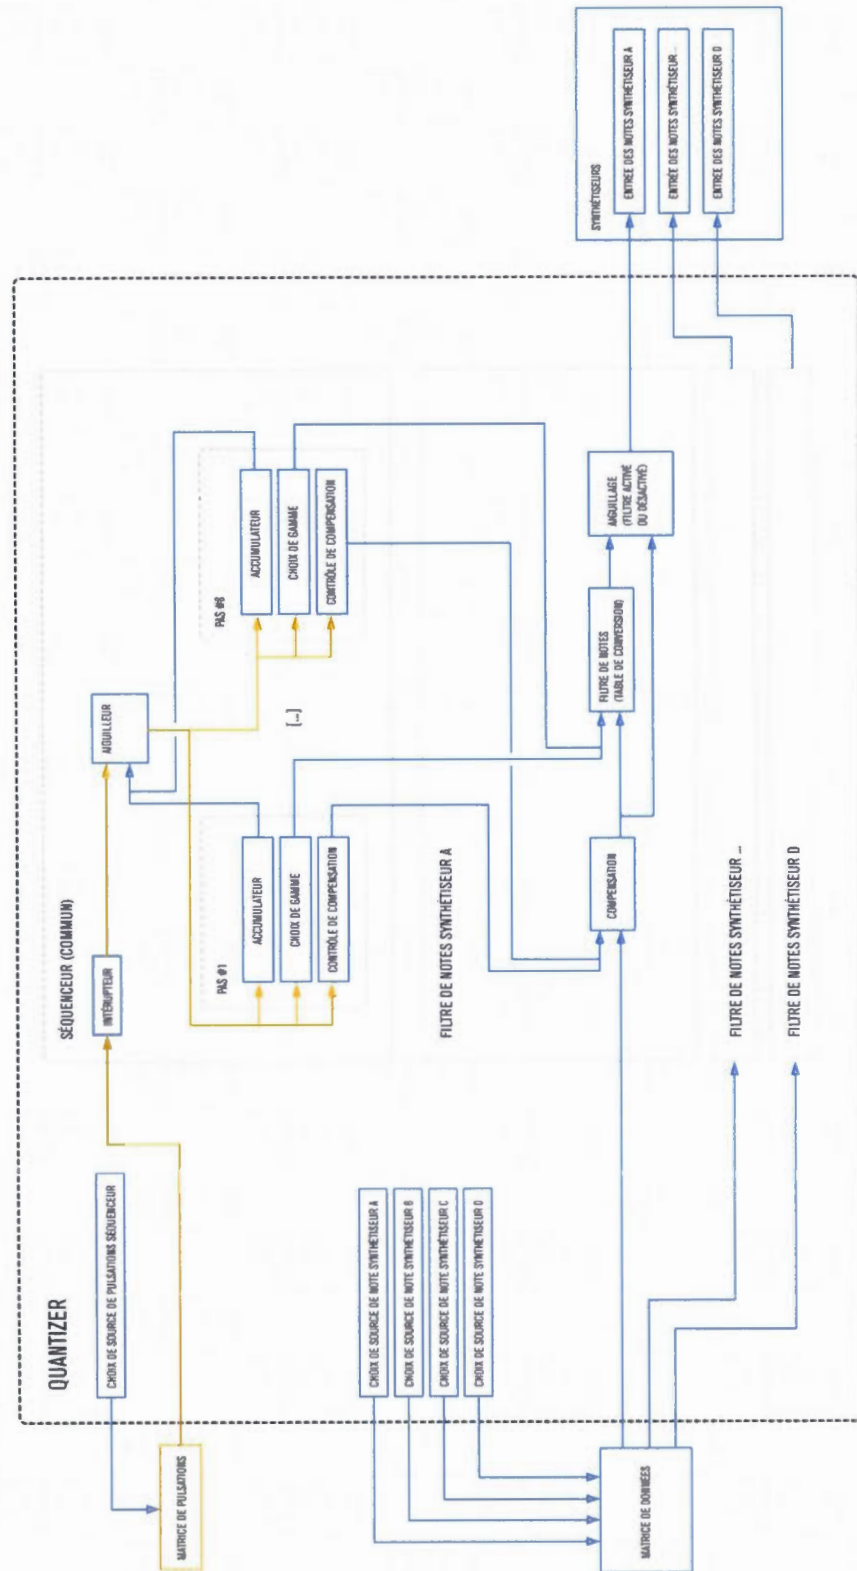 QUANTIZER
CHOIX DE SOURCE DE PULSATIONS SÉQUENCEUR
MATRICE DE PULSATIONS
SÉQUENCEUR (COMMUN)
INTÉRUPTEUR
AIGUILLEUR
PAS #1
ACCUMULATEUR
CHOIX DE GAMME
CONTRÔLE DE COMPENSATION
[...]
PAS #8
ACCUMULATEUR
CHOIX DE GAMME
CONTRÔLE DE COMPENSATION
CHOIX DE SOURCE DE NOTE SYNTHÉTISEUR A
CHOIX DE SOURCE DE NOTE SYNTHÉTISEUR B
CHOIX DE SOURCE DE NOTE SYNTHÉTISEUR C
CHOIX DE SOURCE DE NOTE SYNTHÉTISEUR D
MATRICE DE DONNÉES
FILTRE DE NOTES SYNTHÉTISEUR A
COMPENSATION
FILTRE DE NOTES
(TABLE DE CONVERSION)
AIGUILLAGE
(FILTRE ACTIVÉ
OU DÉSACTIVÉ)
FILTRE DE NOTES SYNTHÉTISEUR ...
FILTRE DE NOTES SYNTHÉTISEUR D
SYNTHÉTISEURS
ENTRÉE DES NOTES SYNTHÉTISEUR A
ENTRÉE DES NOTES SYNTHÉTISEUR ...
ENTRÉE DES NOTES SYNTHÉTISEUR D